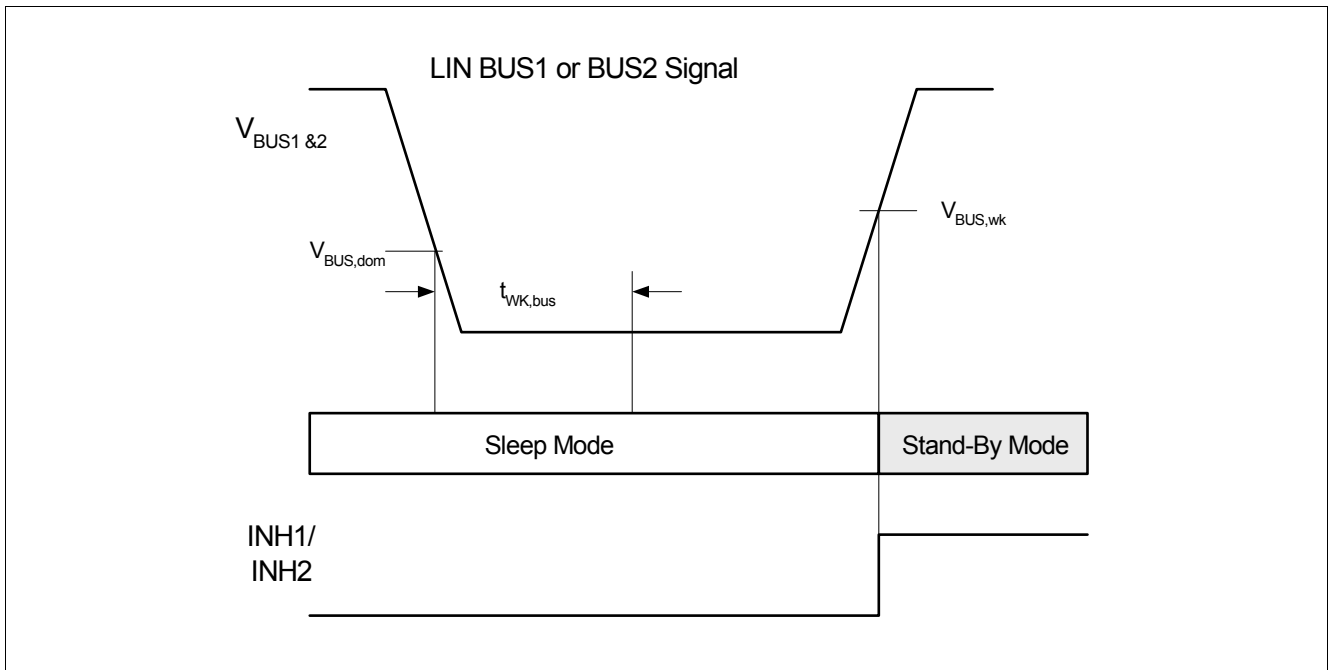 LIN BUS1 or BUS2 Signal
VBUS1 &2
VBUS,wk
VBUS,dom
tWK,bus
Sleep Mode
Stand-By Mode
INH1/
INH2